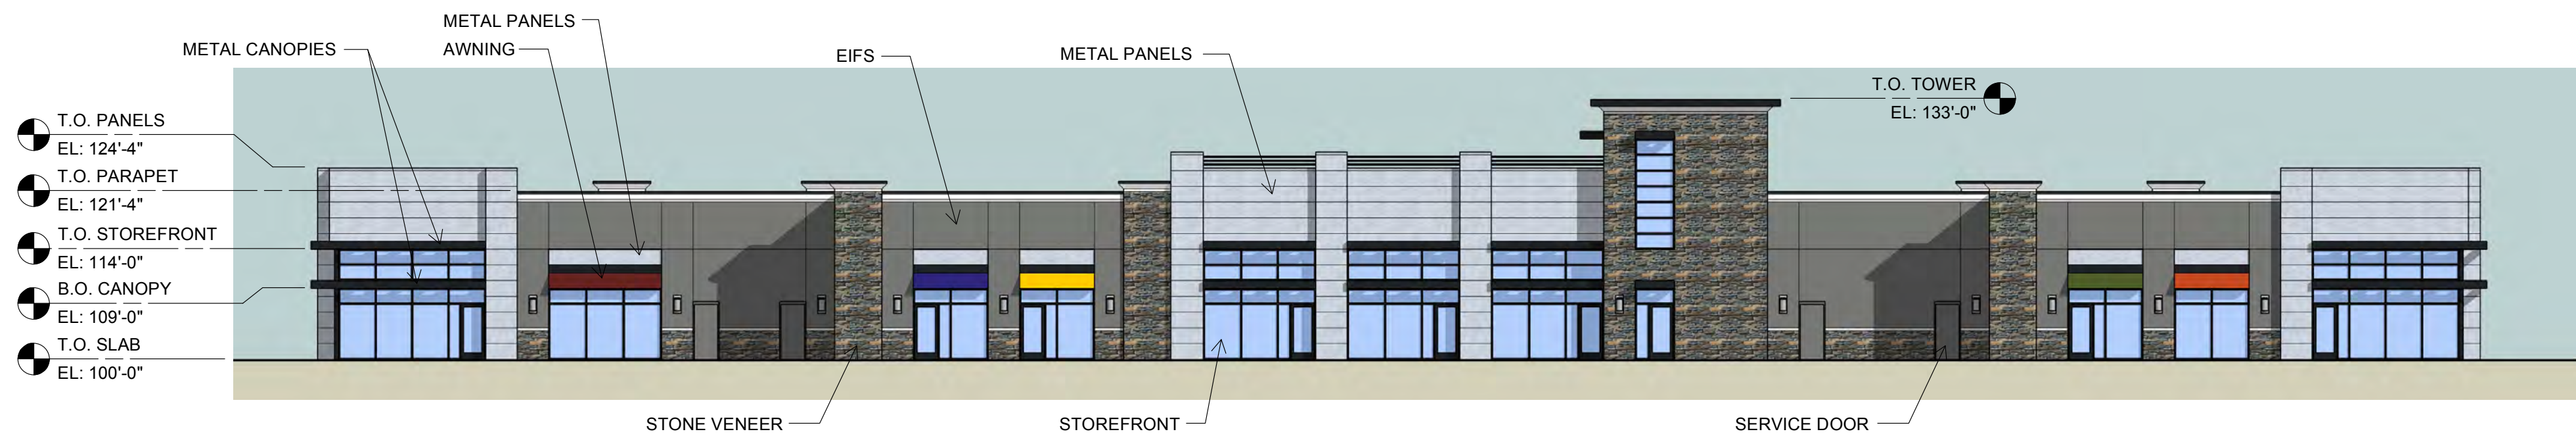 METAL PANELS
METAL CANOPIES
AWNING
EIFS
METAL PANELS
T.O. TOWER
EL: 133'-0"
T.O. PANELS
EL: 124'-4"
T.O. PARAPET
EL: 121'-4"
T.O. STOREFRONT
EL: 114'-0"
B.O. CANOPY
EL: 109'-0"
T.O. SLAB
EL: 100'-0"
STONE VENEER
STOREFRONT
SERVICE DOOR